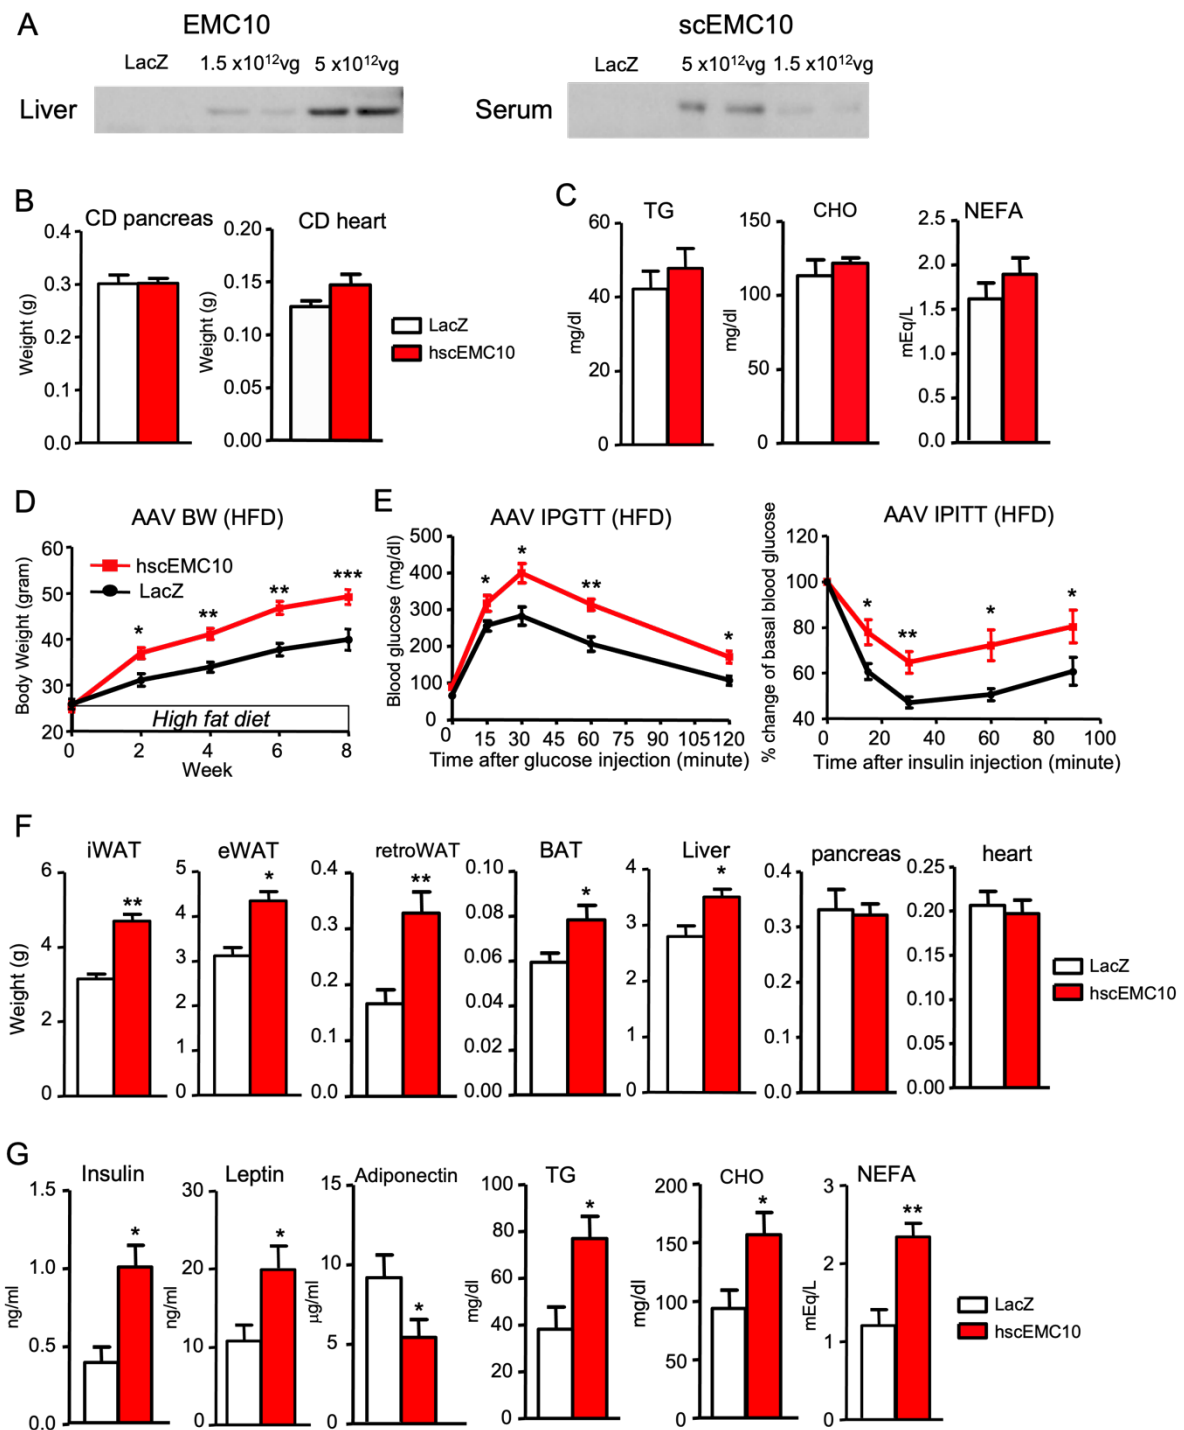 A
EMC10
LacZ 1.5 x10¹²vg 5 x10¹²vg
Liver
scEMC10
LacZ 5 x10¹²vg 1.5 x10¹²vg
Serum
B
CD pancreas
Weight (g)
0.4
0.3
0.2
0.1
0.0
CD heart
Weight (g)
0.20
0.15
0.10
0.05
0.00
LacZ
hscEMC10
C
TG
mg/dl
60
40
20
0
CHO
mg/dl
150
100
50
0
NEFA
mEq/L
2.5
2.0
1.5
1.0
0.5
0.0
D
AAV BW (HFD)
Body Weight (gram)
60
50
40
30
20
hscEMC10
LacZ
* ** ** ***
High fat diet
0 2 4 6 8
Week
E
AAV IPGTT (HFD)
Blood glucose (mg/dl)
500
400
300
200
100
0
* * ** *
0 15 30 45 60 75 90 105 120
Time after glucose injection (minute)
AAV IPITT (HFD)
% change of basal blood glucose
120
100
80
60
40
* ** * *
0 20 40 60 80 100
Time after insulin injection (minute)
F
iWAT
Weight (g)
6
4
2
0
**
eWAT
5
4
3
2
1
0
*
retroWAT
0.4
0.3
0.2
0.1
0.0
**
BAT
0.10
0.08
0.06
0.04
0.02
0.00
*
Liver
4
3
2
1
0
*
pancreas
0.4
0.3
0.2
0.1
0.0
heart
0.25
0.20
0.15
0.10
0.05
0.00
LacZ
hscEMC10
G
Insulin
ng/ml
1.5
1.0
0.5
0.0
*
Leptin
ng/ml
30
20
10
0
*
Adiponectin
µg/ml
15
10
5
0
*
TG
mg/dl
100
80
60
40
20
0
*
CHO
mg/dl
200
150
100
50
0
*
NEFA
mEq/L
3
2
1
0
**
LacZ
hscEMC10